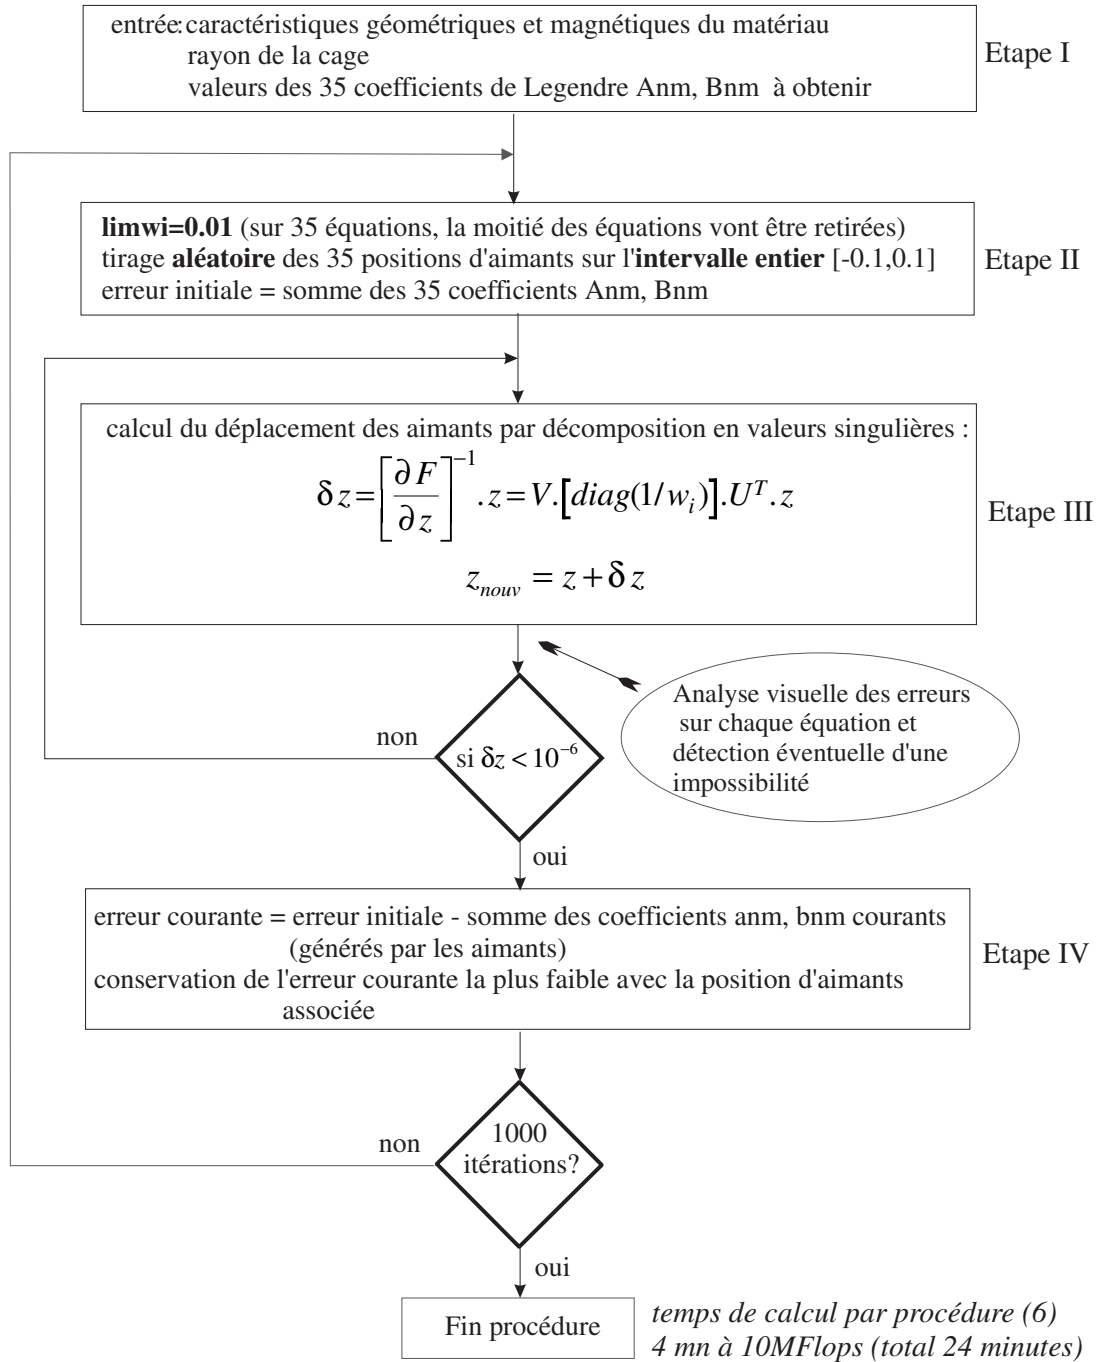 entrée: caractéristiques géométriques et magnétiques du matériau
rayon de la cage
valeurs des 35 coefficients de Legendre Anm, Bnm à obtenir
Etape I
limwi=0.01 (sur 35 équations, la moitié des équations vont être retirées)
tirage aléatoire des 35 positions d'aimants sur l'intervalle entier [-0.1,0.1]
erreur initiale = somme des 35 coefficients Anm, Bnm
Etape II
calcul du déplacement des aimants par décomposition en valeurs singulières :
δz = [∂F/∂z]⁻¹ . z = V.[diag(1/w_i)].U^T . z
z_nouv = z + δz
Etape III
Analyse visuelle des erreurs
sur chaque équation et
détection éventuelle d'une
impossibilité
non
si δz < 10⁻⁶
oui
erreur courante = erreur initiale - somme des coefficients anm, bnm courants
(générés par les aimants)
conservation de l'erreur courante la plus faible avec la position d'aimants
associée
Etape IV
non
1000
itérations?
oui
Fin procédure
temps de calcul par procédure (6)
4 mn à 10MFlops (total 24 minutes)